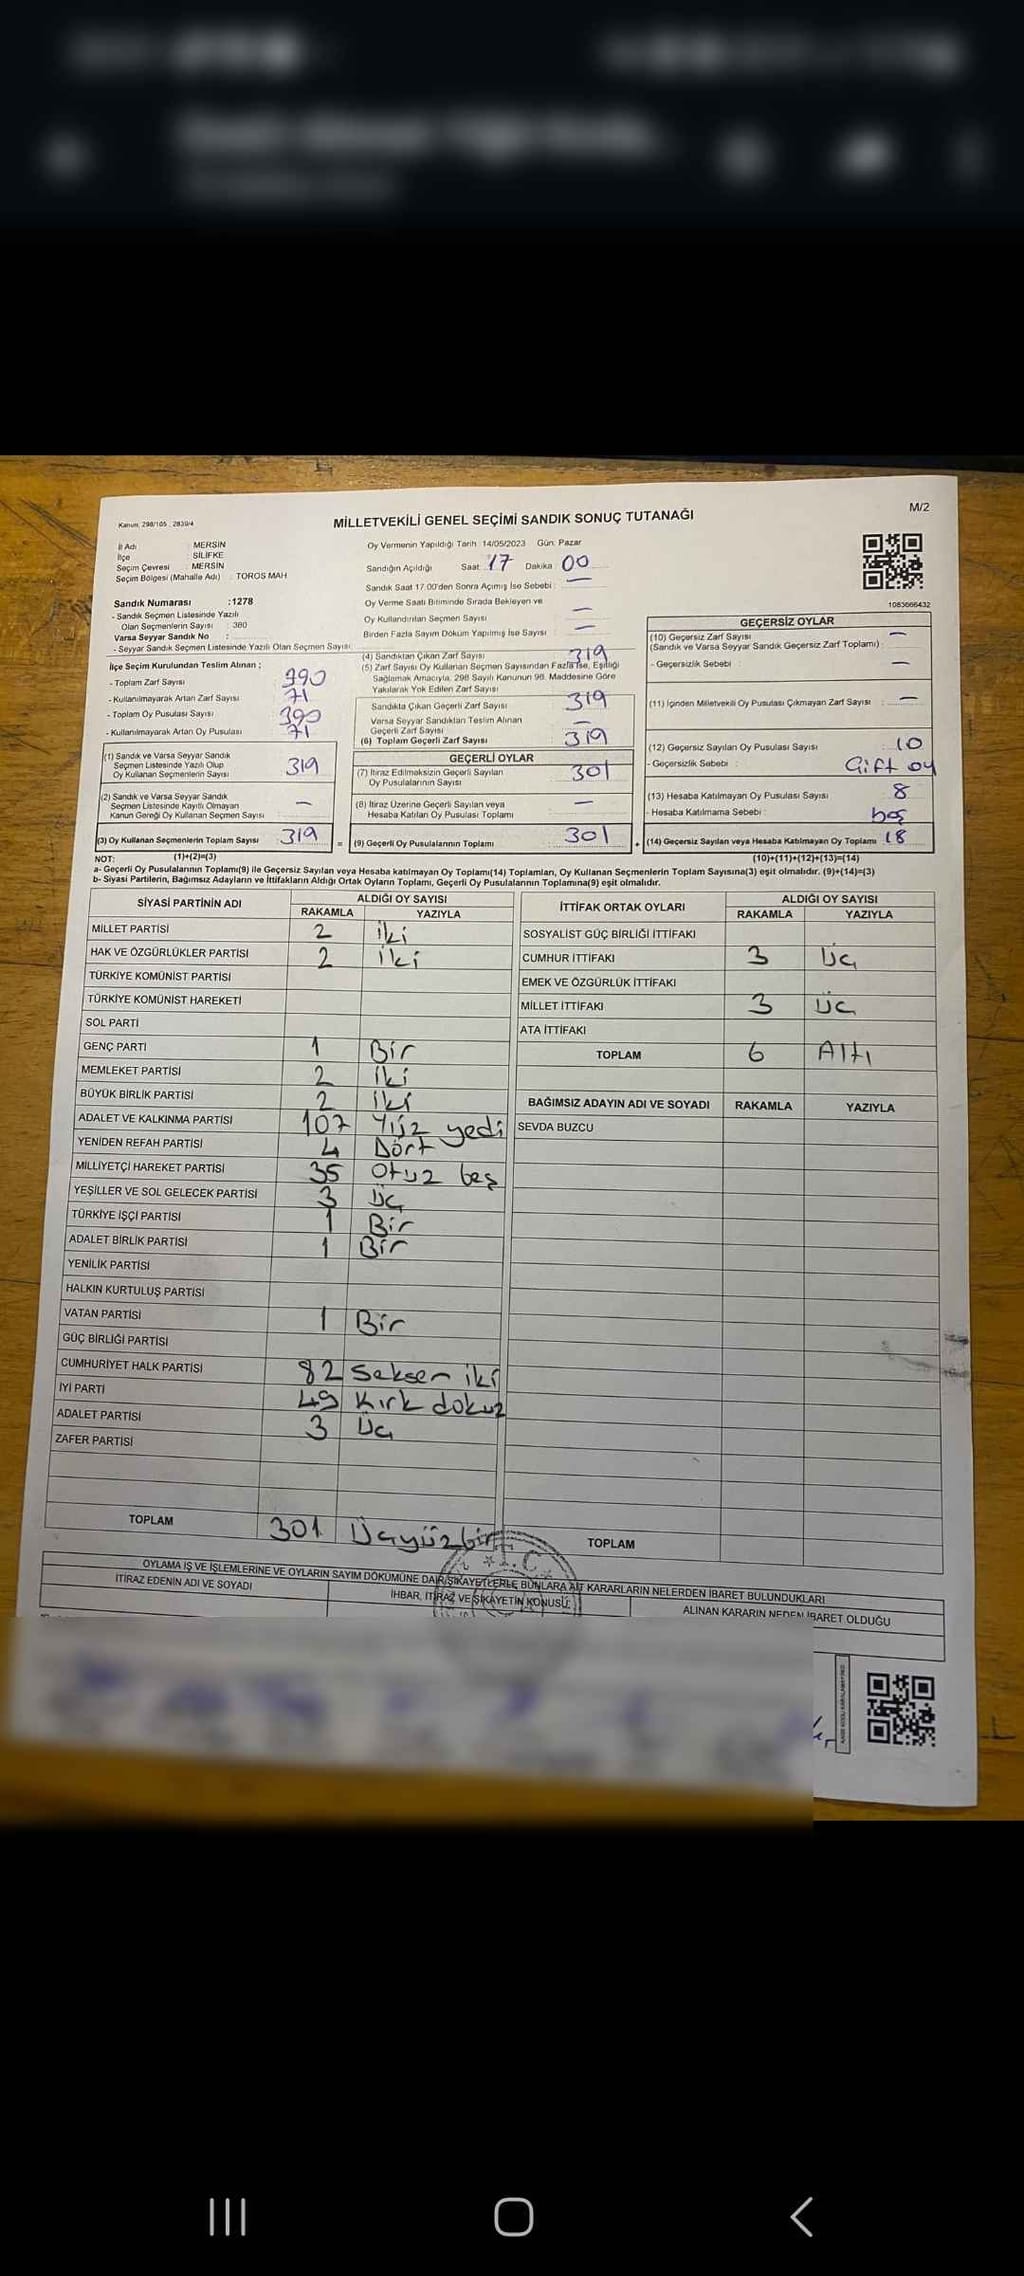 Kanun, 298/105 : 2839/4
MİLLETVEKİLİ GENEL SEÇİMİ SANDIK SONUÇ TUTANAĞI
M/2
İl Adı : MERSİN
İlçe : SİLİFKE
Seçim Çevresi : MERSİN
Seçim Bölgesi (Mahalle Adı) : TOROS MAH
Oy Vermenin Yapıldığı Tarih 14/05/2023 Gün: Pazar
Sandığın Açıldığı Saat 17 Dakika : 00
Sandık Saat 17.00'den Sonra Açımış İse Sebebi : —
Sandık Numarası :1278
- Sandık Seçmen Listesinde Yazılı
Olan Seçmenlerin Sayısı : 380
Varsa Seyyar Sandık No :
- Seyyar Sandık Seçmen Listesinde Yazılı Olan Seçmen Sayısı
Oy Verme Saati Bitiminde Sırada Bekleyen ve
Oy Kullandırılan Seçmen Sayısı —
Birden Fazla Sayım Döküm Yapılmış İse Sayısı —
1083666432
İlçe Seçim Kurulundan Teslim Alınan ;
- Toplam Zarf Sayısı 390
- Kullanılmayarak Artan Zarf Sayısı 71
- Toplam Oy Pusulası Sayısı 390
- Kullanılmayarak Artan Oy Pusulası 71
(1) Sandık ve Varsa Seyyar Sandık
Seçmen Listesinde Yazılı Olup
Oy Kullanan Seçmenlerin Sayısı 319
(2) Sandık ve Varsa Seyyar Sandık
Seçmen Listesinde Kayıtlı Olmayan
Kanun Gereği Oy Kullanan Seçmen Sayısı —
(3) Oy Kullanan Seçmenlerin Toplam Sayısı 319 =
(4) Sandıktan Çıkan Zarf Sayısı 319
(5) Zarf Sayısı Oy Kullanan Seçmen Sayısından Fazla İse, Eşitliği
Sağlamak Amacıyla, 298 Sayılı Kanunun 98. Maddesine Göre
Yakılarak Yok Edilen Zarf Sayısı
Sandıkta Çıkan Geçerli Zarf Sayısı 319
Varsa Seyyar Sandıktan Teslim Alınan
Geçerli Zarf Sayısı —
(6) Toplam Geçerli Zarf Sayısı 319
GEÇERLİ OYLAR
(7) İtiraz Edilmeksizin Geçerli Sayılan
Oy Pusulalarının Sayısı 301
(8) İtiraz Üzerine Geçerli Sayılan veya
Hesaba Katılan Oy Pusulası Toplamı —
(9) Geçerli Oy Pusulalarının Toplamı 301 +
GEÇERSİZ OYLAR
(10) Geçersiz Zarf Sayısı
(Sandık ve Varsa Seyyar Sandık Geçersiz Zarf Toplamı) : —
- Geçersizlik Sebebi : —
(11) İçinden Milletvekili Oy Pusulası Çıkmayan Zarf Sayısı : —
(12) Geçersiz Sayılan Oy Pusulası Sayısı : 10
- Geçersizlik Sebebi : Çift oy
(13) Hesaba Katılmayan Oy Pusulası Sayısı 8
- Hesaba Katılmama Sebebi : boş
(14) Geçersiz Sayılan veya Hesaba Katılmayan Oy Toplamı 18
NOT: (1)+(2)=(3)
(10)+(11)+(12)+(13)=(14)
a- Geçerli Oy Pusulalarının Toplamı(9) ile Geçersiz Sayılan veya Hesaba katılmayan Oy Toplamı(14) Toplamları, Oy Kullanan Seçmenlerin Toplam Sayısına(3) eşit olmalıdır. (9)+(14)=(3)
b- Siyasi Partilerin, Bağımsız Adayların ve İttifakların Aldığı Ortak Oyların Toplamı, Geçerli Oy Pusulalarının Toplamına(9) eşit olmalıdır.
SİYASİ PARTİNİN ADI
ALDIĞI OY SAYISI
RAKAMLA YAZIYLA
MİLLET PARTİSİ 2 iki
HAK VE ÖZGÜRLÜKLER PARTİSİ 2 iki
TÜRKİYE KOMÜNİST PARTİSİ
TÜRKİYE KOMÜNİST HAREKETİ
SOL PARTİ
GENÇ PARTİ 1 Bir
MEMLEKET PARTİSİ 2 iki
BÜYÜK BİRLİK PARTİSİ 2 iki
ADALET VE KALKINMA PARTİSİ 107 Yüz yedi
YENİDEN REFAH PARTİSİ 4 Dört
MİLLİYETÇİ HAREKET PARTİSİ 35 Otuz beş
YEŞİLLER VE SOL GELECEK PARTİSİ 3 Üç
TÜRKİYE İŞÇİ PARTİSİ 1 Bir
ADALET BİRLİK PARTİSİ 1 Bir
YENİLİK PARTİSİ
HALKIN KURTULUŞ PARTİSİ
VATAN PARTİSİ 1 Bir
GÜÇ BİRLİĞİ PARTİSİ
CUMHURİYET HALK PARTİSİ 82 Seksen iki
İYİ PARTİ 49 Kırk dokuz
ADALET PARTİSİ 3 Üç
ZAFER PARTİSİ
TOPLAM 301 Üçyüzbir
İTTİFAK ORTAK OYLARI
ALDIĞI OY SAYISI
RAKAMLA YAZIYLA
SOSYALİST GÜÇ BİRLİĞİ İTTİFAKI
CUMHUR İTTİFAKI 3 Üç
EMEK VE ÖZGÜRLÜK İTTİFAKI
MİLLET İTTİFAKI 3 Üç
ATA İTTİFAKI
TOPLAM 6 Altı
BAĞIMSIZ ADAYIN ADI VE SOYADI RAKAMLA YAZIYLA
SEVDA BUZCU
TOPLAM
T.C.
OYLAMA İŞ VE İŞLEMLERİNE VE OYLARIN SAYIM DÖKÜMÜNE DAİR ŞİKAYETLERLE BUNLARA AİT KARARLARIN NELERDEN İBARET BULUNDUKLARI
İTİRAZ EDENİN ADI VE SOYADI
İHBAR, İTİRAZ VE ŞİKAYETİN KONUSU:
ALINAN KARARIN NEDEN İBARET OLDUĞU